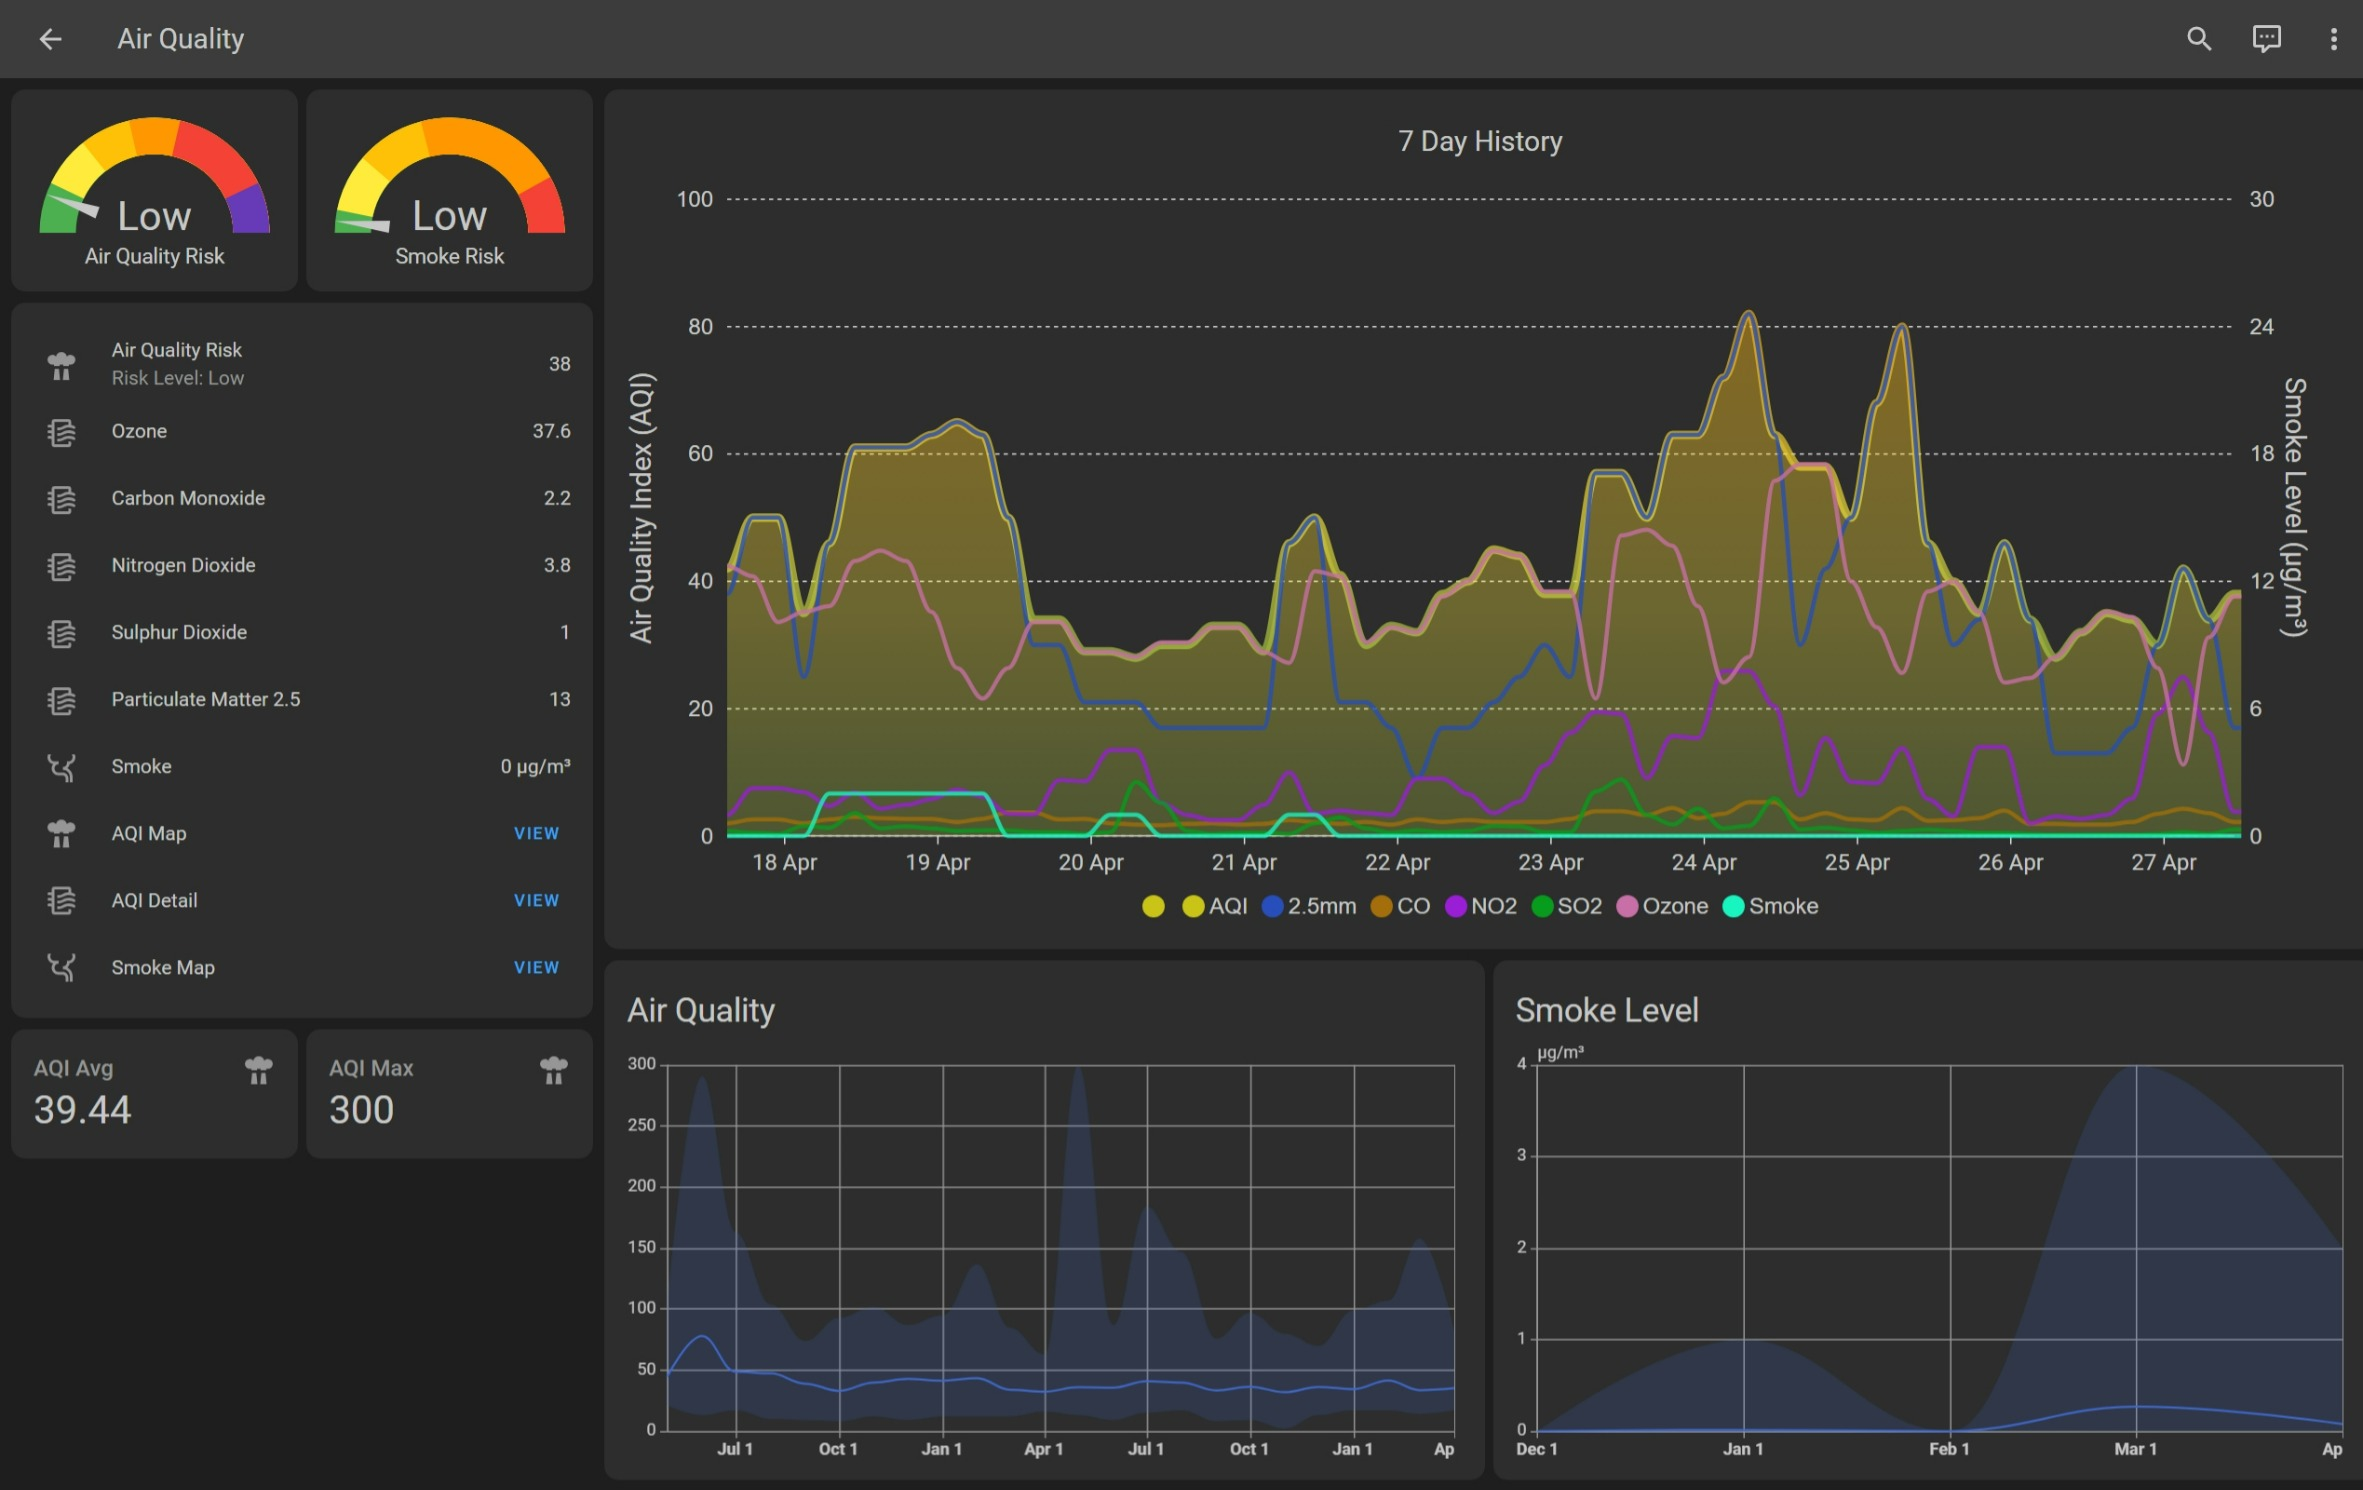 Air Quality
Low
Air Quality Risk
Low
Smoke Risk
Air Quality Risk
38
Risk Level: Low
Ozone
37.6
Carbon Monoxide
2.2
Nitrogen Dioxide
3.8
Sulphur Dioxide
1
Particulate Matter 2.5
13
Smoke
0 µg/m³
AQI Map
VIEW
AQI Detail
VIEW
Smoke Map
VIEW
AQI Avg
39.44
AQI Max
300
7 Day History
100
80
60
40
20
0
Air Quality Index (AQI)
30
24
18
12
6
0
Smoke Level (µg/m³)
18 Apr
19 Apr
20 Apr
21 Apr
22 Apr
23 Apr
24 Apr
25 Apr
26 Apr
27 Apr
AQI
2.5mm
CO
NO2
SO2
Ozone
Smoke
Air Quality
300
250
200
150
100
50
0
Jul 1
Oct 1
Jan 1
Apr 1
Jul 1
Oct 1
Jan 1
Ap
Smoke Level
µg/m³
4
3
2
1
0
Dec 1
Jan 1
Feb 1
Mar 1
Ap